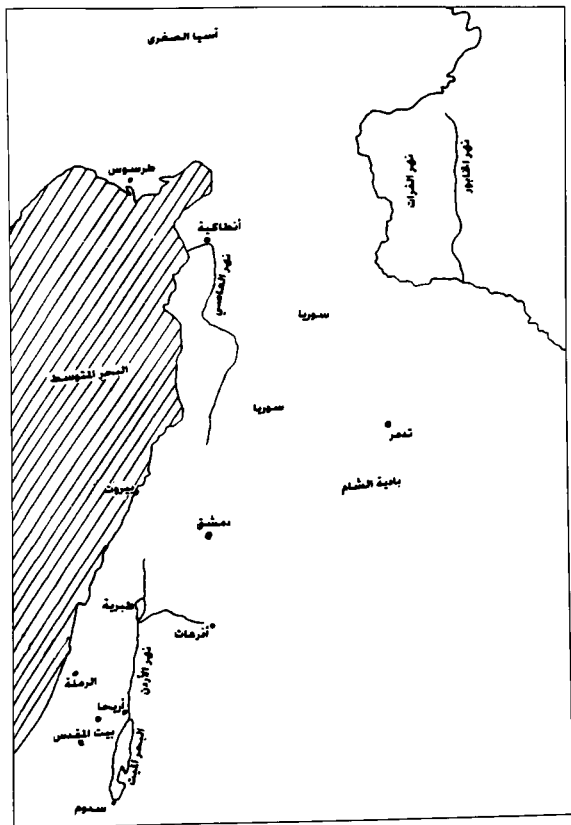 أسيا الصغرى
طرسوس
نهر الفرات
نهر الخابور
أنطاكية
نهر العاصي
سوريا
البحر المتوسط
سوريا
تدمر
بادية الشام
بيروت
دمشق
طبرية
أذرعات
نهر الأردن
الرملة
أريحا
بيت المقدس
البحر الميت
سدوم